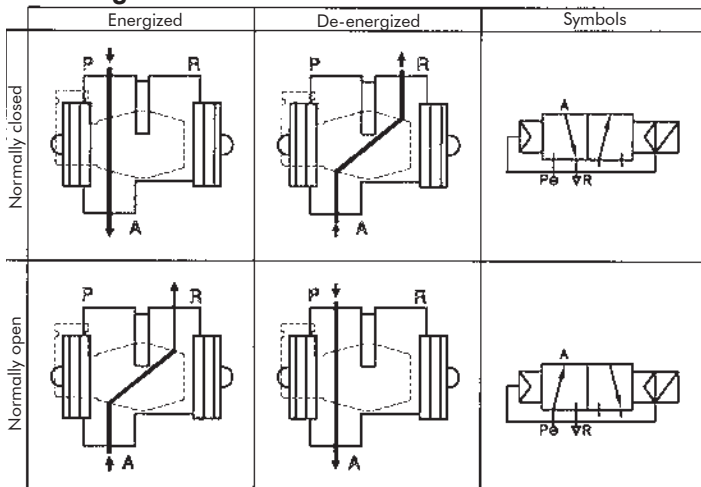 Energized De-energized Symbols
Normally closed
P R
A
P R
A
A
P R
Normally open
P R
A
P R
A
A
P R